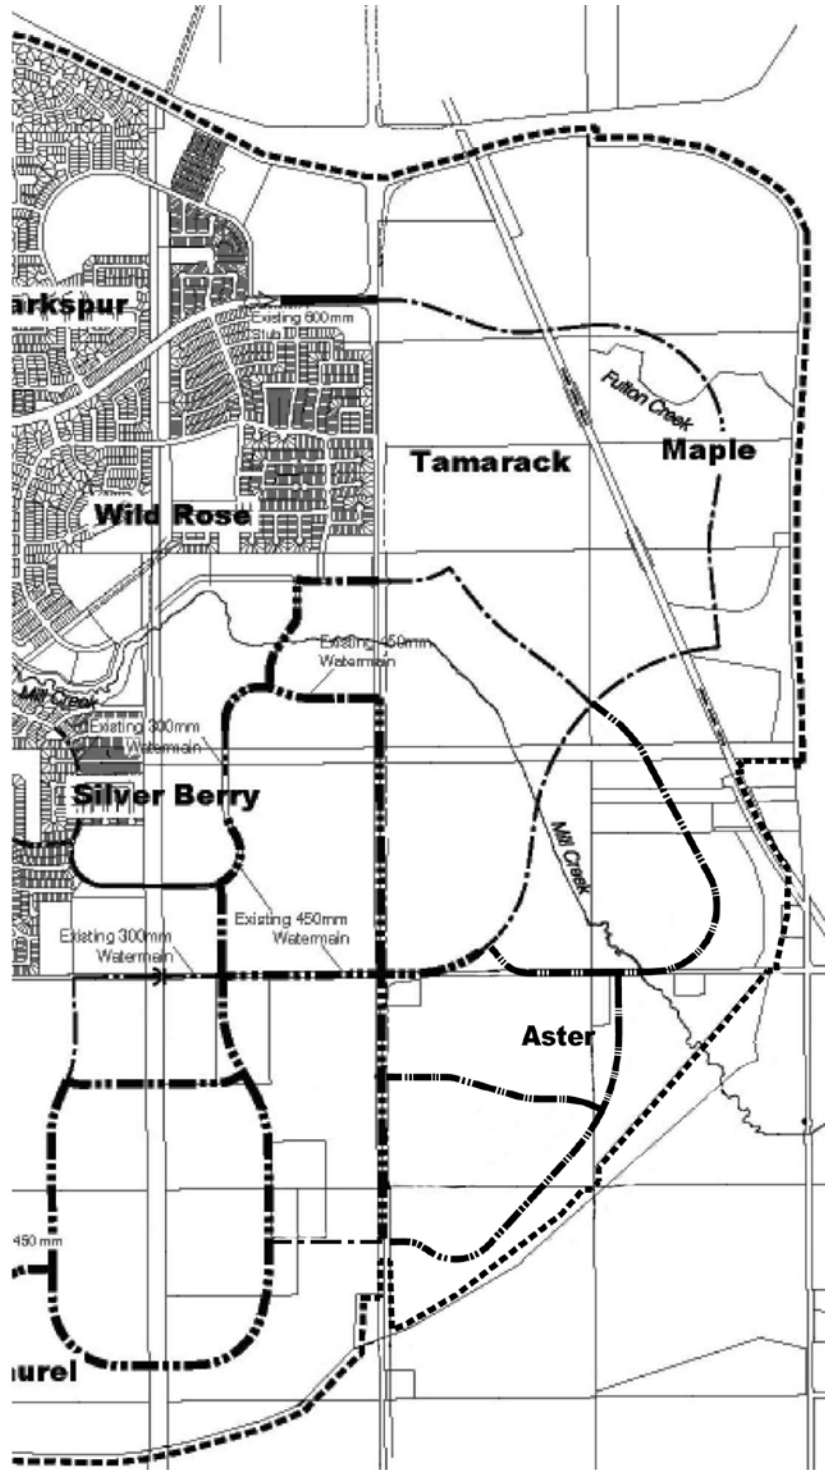 arkspur
Existing 600mm
Stub
Fulton Creek
Maple
Tamarack
Wild Rose
Existing 450mm
Watermain
Mill Creek
Existing 300mm
Watermain
Silver Berry
Mill Creek
Existing 450mm
Watermain
Existing 300mm
Watermain
Aster
450 mm
urel